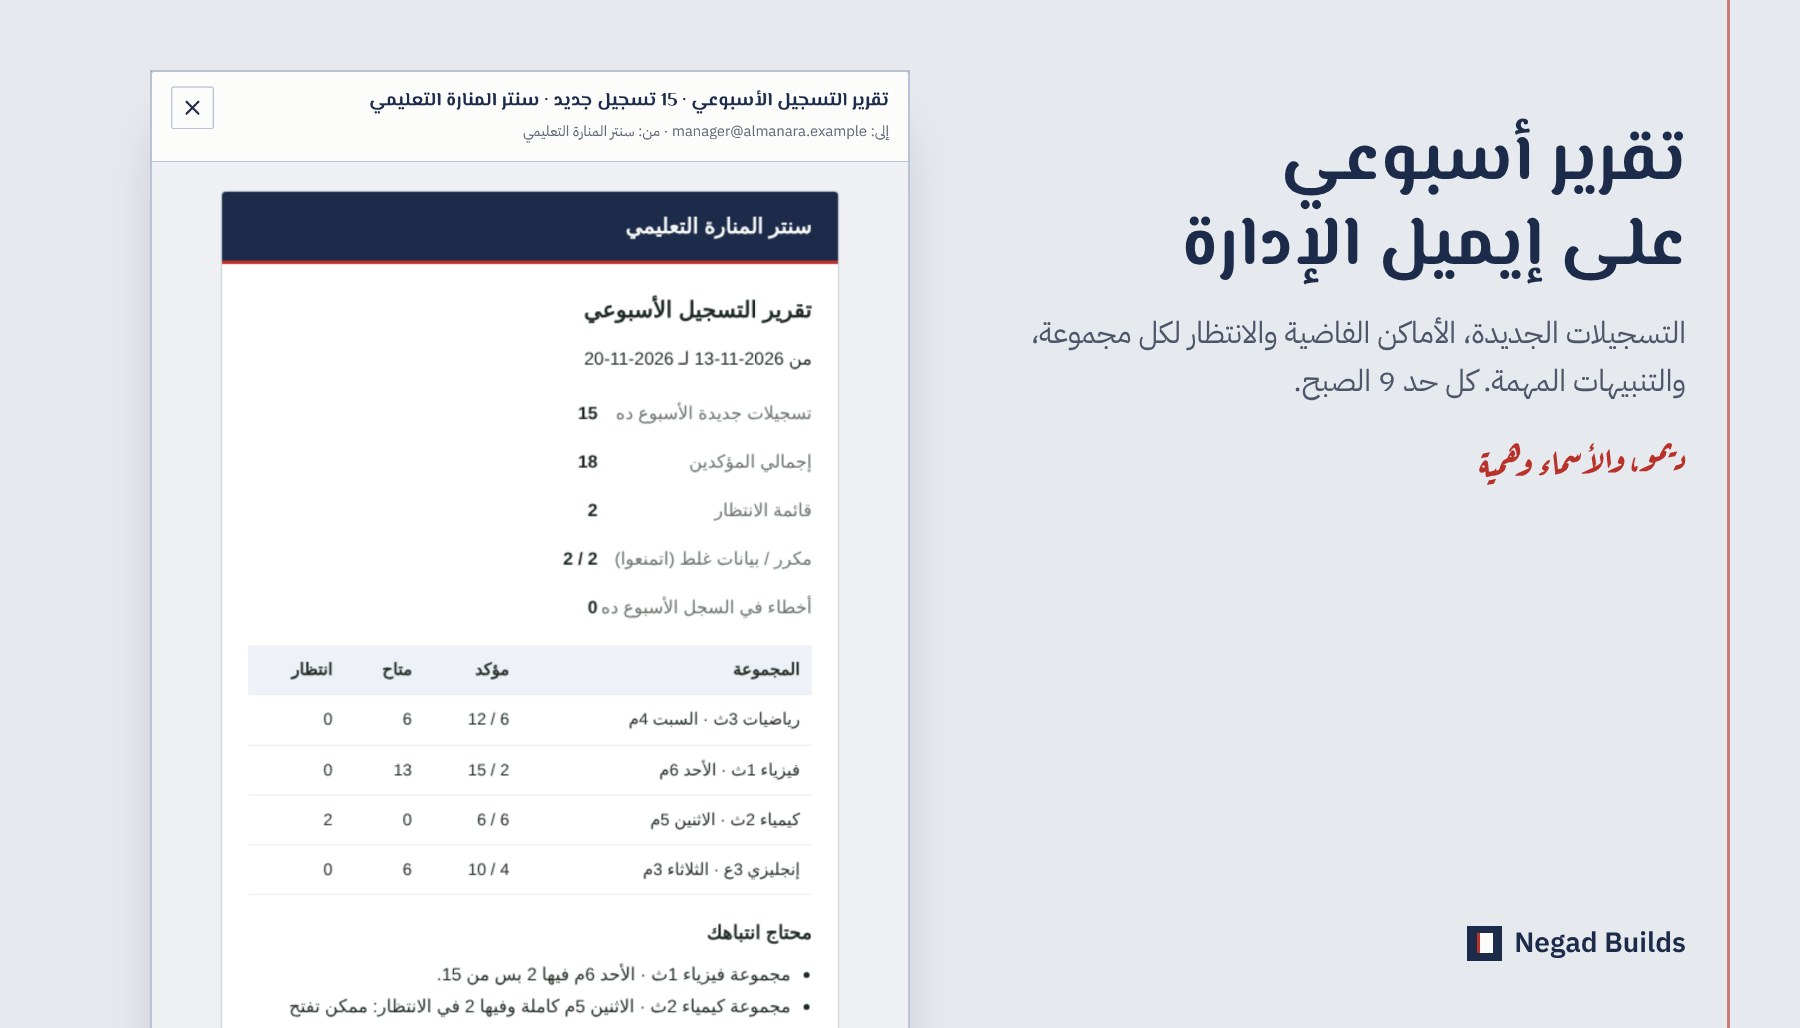 تقرير أسبوعي
على إيميل الإدارة
التسجيلات الجديدة، الأماكن الفاضية والانتظار لكل مجموعة،
والتنبيهات المهمة. كل حد 9 الصبح.
ديمو، والأسماء وهمية
Negad Builds
تقرير التسجيل الأسبوعي · 15 تسجيل جديد · سنتر المنارة التعليمي
إلى: manager@almanara.example · من: سنتر المنارة التعليمي
سنتر المنارة التعليمي
تقرير التسجيل الأسبوعي
من 2026-11-13 لـ 2026-11-20
تسجيلات جديدة الأسبوع ده 15
إجمالي المؤكدين 18
قائمة الانتظار 2
مكرر / بيانات غلط (اتمنعوا) 2 / 2
أخطاء في السجل الأسبوع ده 0
المجموعة مؤكد متاح انتظار
رياضيات 3ث · السبت 4م 6 / 12 6 0
فيزياء 1ث · الأحد 6م 2 / 15 13 0
كيمياء 2ث · الاثنين 5م 6 / 6 0 2
إنجليزي 3ع · الثلاثاء 3م 4 / 10 6 0
محتاج انتباهك
• مجموعة فيزياء 1ث · الأحد 6م فيها 2 بس من 15.
• مجموعة كيمياء 2ث · الاثنين 5م كاملة وفيها 2 في الانتظار: ممكن تفتح